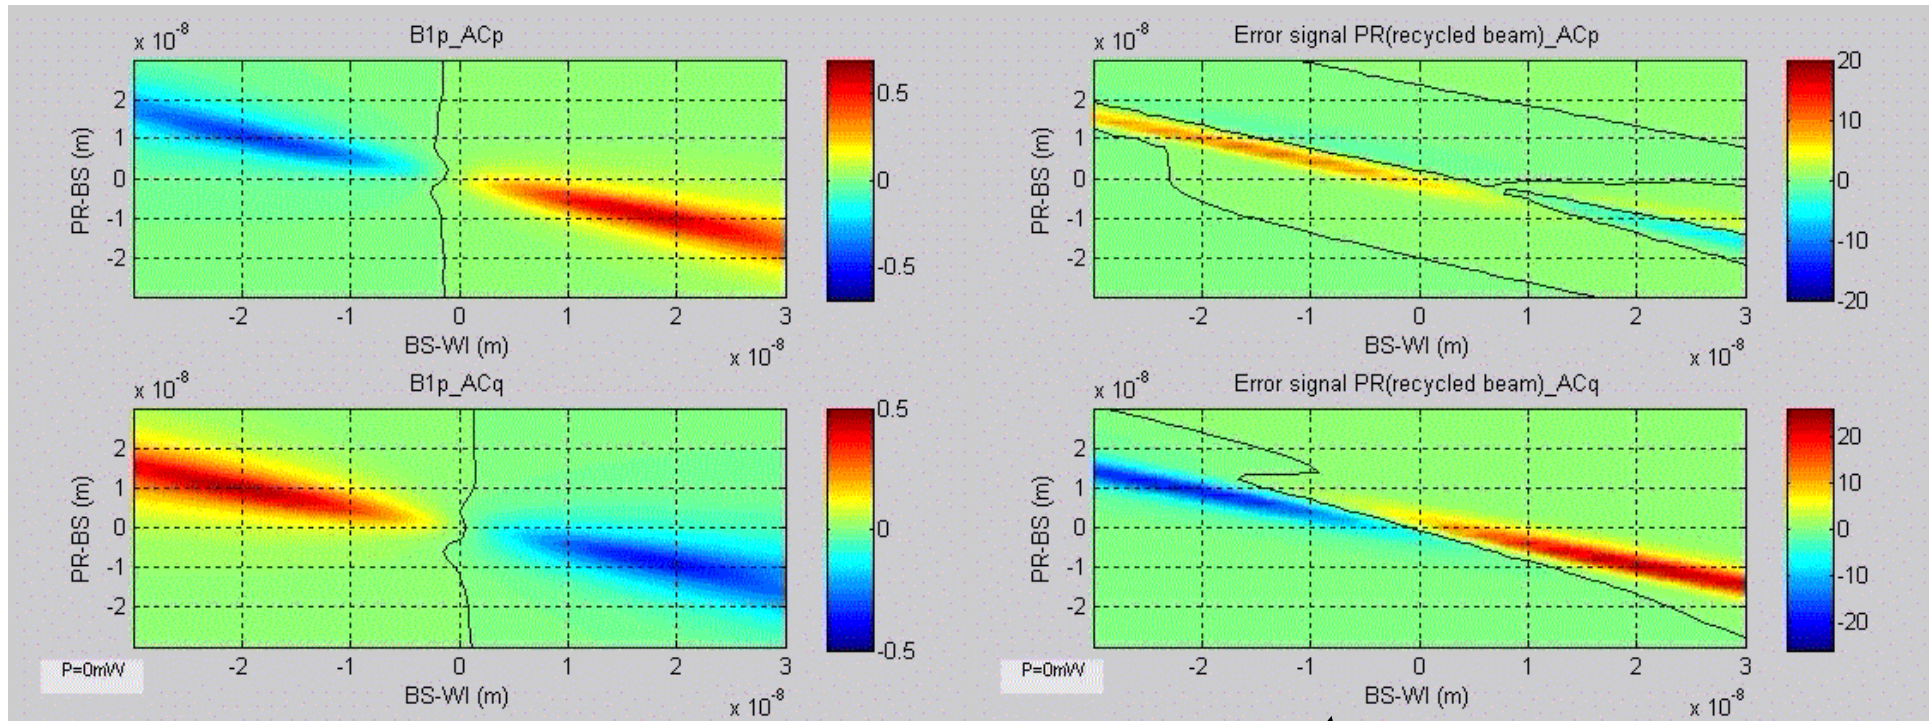 B1p_ACp
x 10-8
PR-BS (m)
2
1
0
-1
-2
-2
-1
0
1
2
3
BS-WI (m)
x 10-8
0.5
0
-0.5
Error signal PR(recycled beam)_ACp
x 10-8
PR-BS (m)
2
1
0
-1
-2
-2
-1
0
1
2
3
BS-WI (m)
x 10-8
20
10
0
-10
-20
B1p_ACq
x 10-8
PR-BS (m)
2
1
0
-1
-2
-2
-1
0
1
2
3
BS-WI (m)
x 10-8
0.5
0
-0.5
P=0mW
Error signal PR(recycled beam)_ACq
x 10-8
PR-BS (m)
2
1
0
-1
-2
-2
-1
0
1
2
3
BS-WI (m)
x 10-8
20
10
0
-10
-20
P=0mW